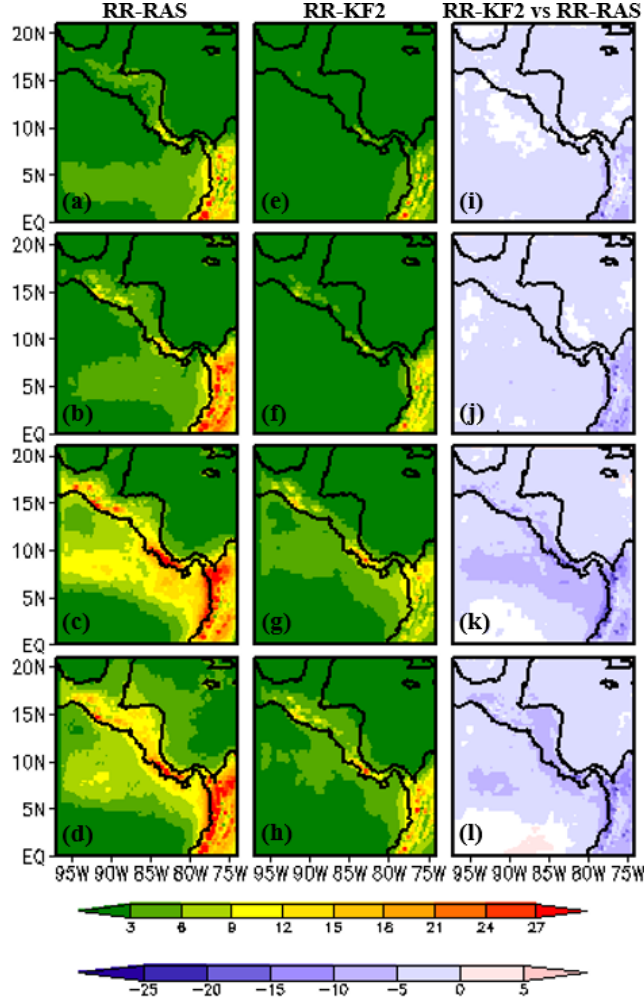 RR-RAS RR-KF2 RR-KF2 vs RR-RAS
20N
15N
10N
5N
EQ
(a) (e) (i)
20N
15N
10N
5N
EQ
(b) (f) (j)
20N
15N
10N
5N
EQ
(c) (g) (k)
20N
15N
10N
5N
EQ
(d) (h) (l)
95W 90W 85W 80W 75W 95W 90W 85W 80W 75W 95W 90W 85W 80W 75W
3 6 9 12 15 18 21 24 27
-25 -20 -15 -10 -5 0 5